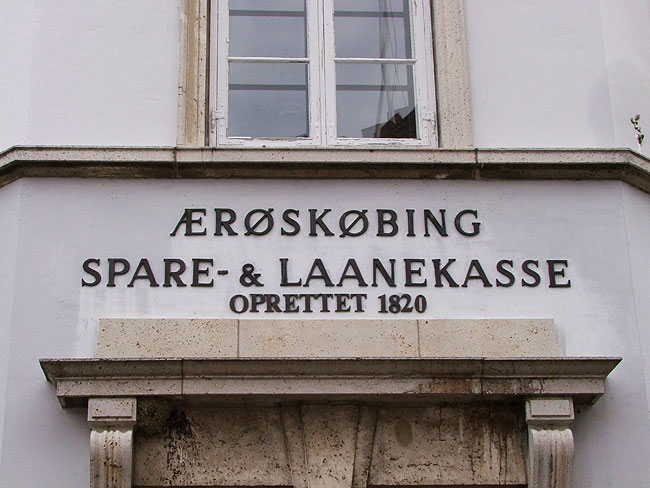 ÆRØSKØBING
SPARE- & LAANEKASSE
OPRETTET 1820